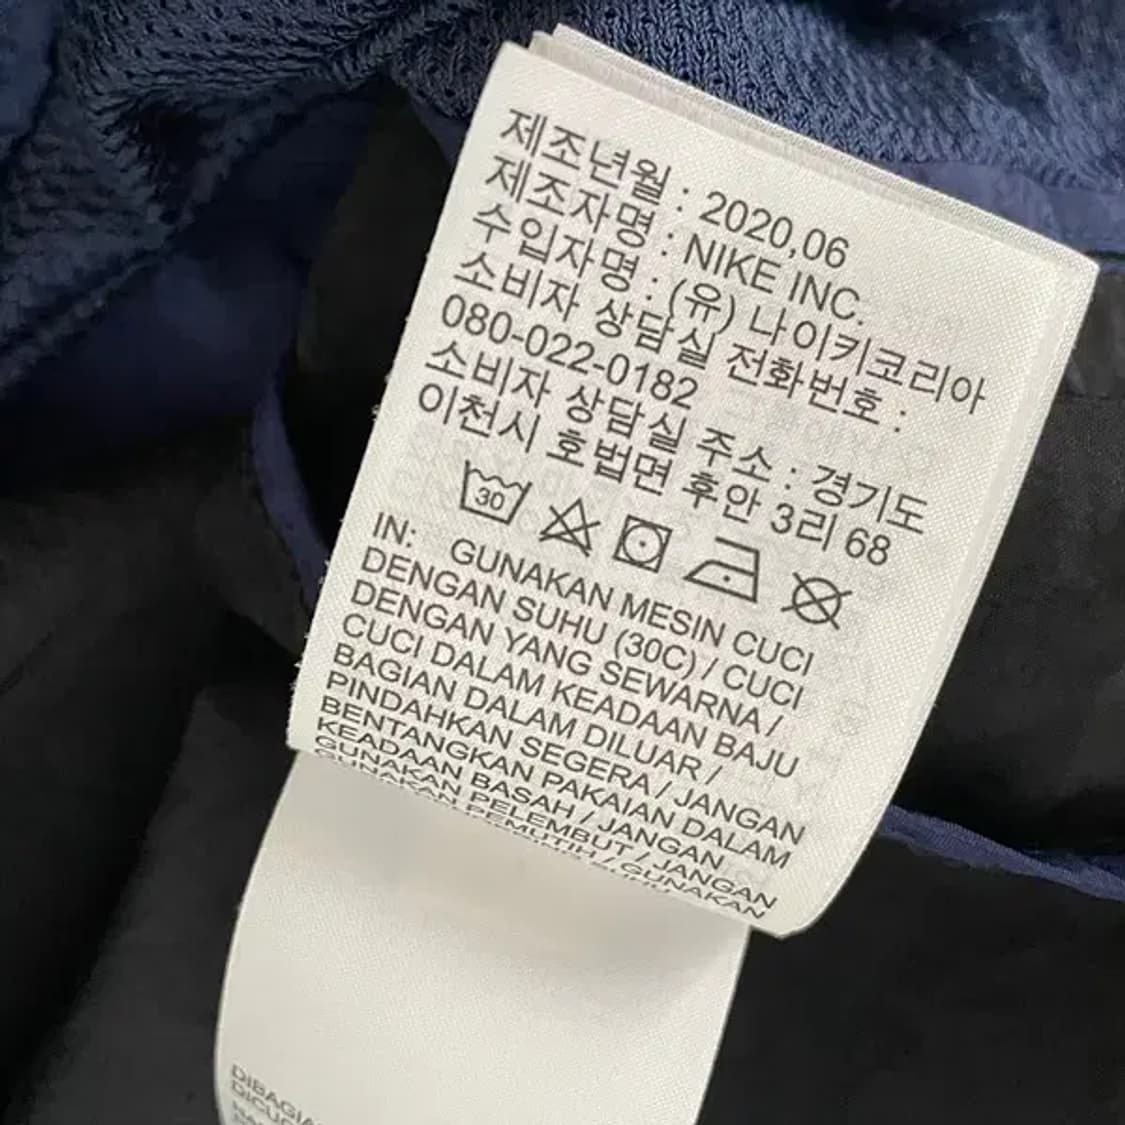 제조년월 : 2020,06
제조자명 : NIKE INC.
수입자명 : (유) 나이키코리아
소비자 상담실 전화번호 :
080-022-0182
소비자 상담실 주소 : 경기도
이천시 호법면 후안 3리 68
30
IN: GUNAKAN MESIN CUCI
DENGAN SUHU (30C) / CUCI
DENGAN YANG SEWARNA /
CUCI DALAM KEADAAN BAJU
BAGIAN DALAM DILUAR /
PINDAHKAN SEGERA / JANGAN
BENTANGKAN PAKAIAN DALAM
KEADAAN BASAH / JANGAN
GUNAKAN PELEMBUT / JANGAN
GUNAKAN PEMUTIH / GUNAKAN